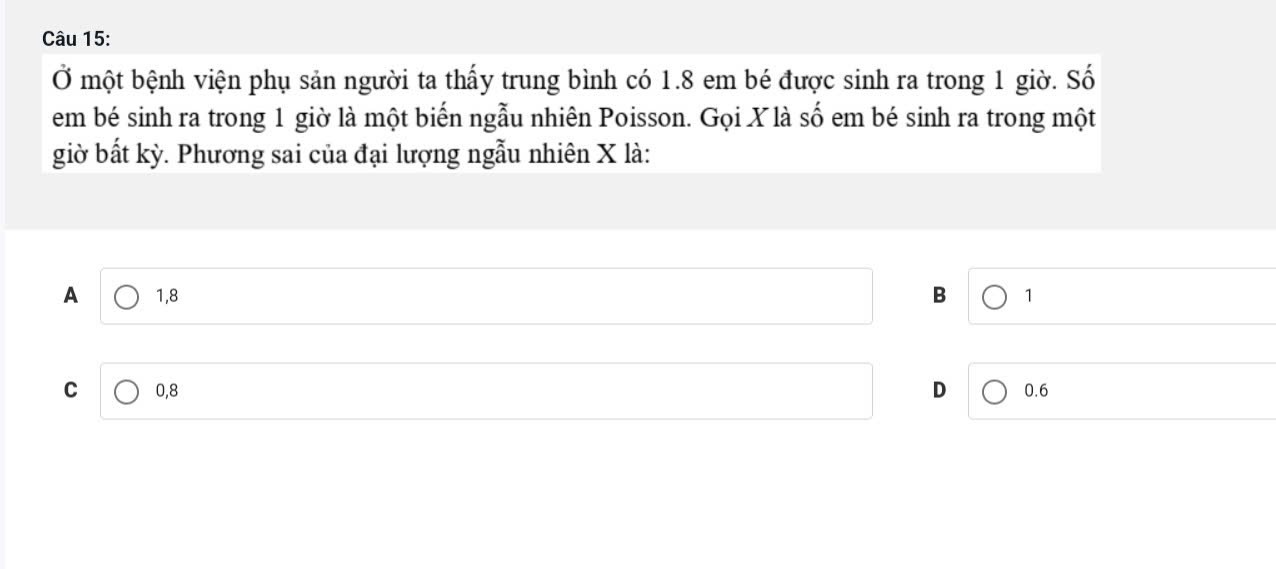 Câu 15:
Ở một bệnh viện phụ sản người ta thấy trung bình có 1.8 em bé được sinh ra trong 1 giờ. Số
em bé sinh ra trong 1 giờ là một biến ngẫu nhiên Poisson. Gọi X là số em bé sinh ra trong một
giờ bất kỳ. Phương sai của đại lượng ngẫu nhiên X là:
A 1,8
B 1
C 0,8
D 0.6